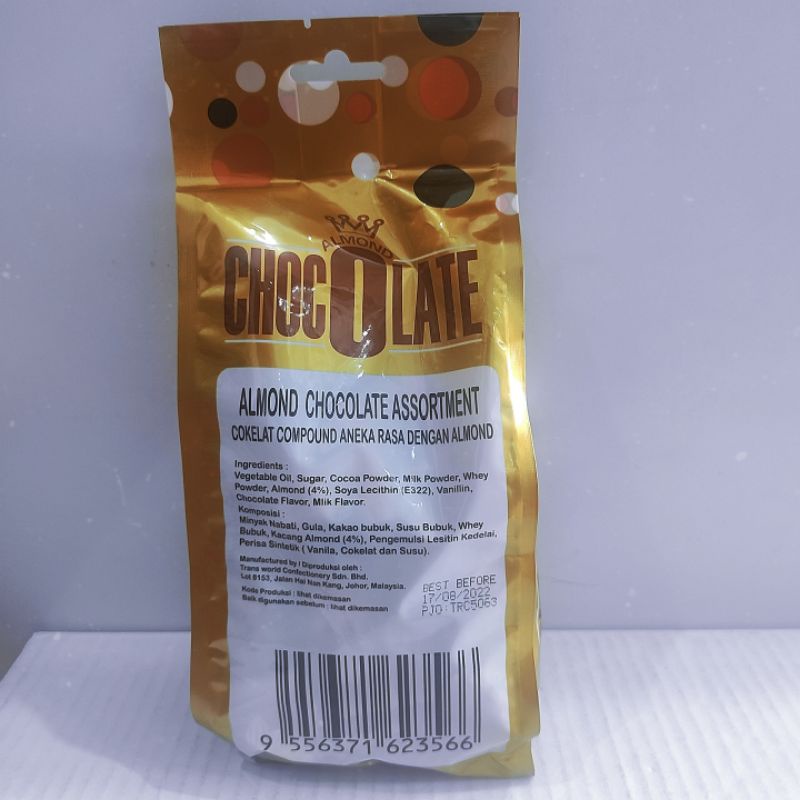 ALMOND
CHOCOLATE
ALMOND CHOCOLATE ASSORTMENT
COKELAT COMPOUND ANEKA RASA DENGAN ALMOND
Ingredients :
Vegetable Oil, Sugar, Cocoa Powder, Milk Powder, Whey
Powder, Almond (4%), Soya Lecithin (E322), Vanillin,
Chocolate Flavor, Mlik Flavor.
Komposisi :
Minyak Nabati, Gula, Kakao bubuk, Susu Bubuk, Whey
Bubuk, Kacang Almond (4%), Pengemulsi Lesitin Kedelai,
Perisa Sintetik ( Vanila, Cokelat dan Susu).
Manufactured by / Diproduksi oleh :
Trans world Confectionery Sdn. Bhd.
Lot 6153, Jalan Hai Nan Kang, Johor, Malaysia.
Kode Produksi : lihat dikemasan
Baik digunakan sebelum : lihat dikemasan
BEST BEFORE
17/08/2022
PJO:TRC5063
9 556371 623566